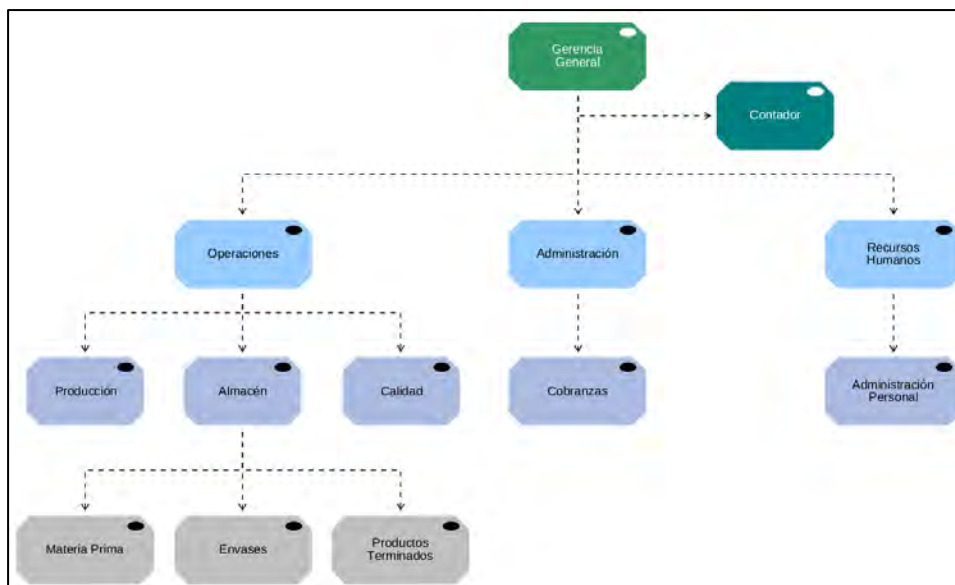 Gerencia
General
Contador
Operaciones
Administración
Recursos
Humanos
Producción
Almacén
Calidad
Cobranzas
Administración
Personal
Materia Prima
Envases
Productos
Terminados